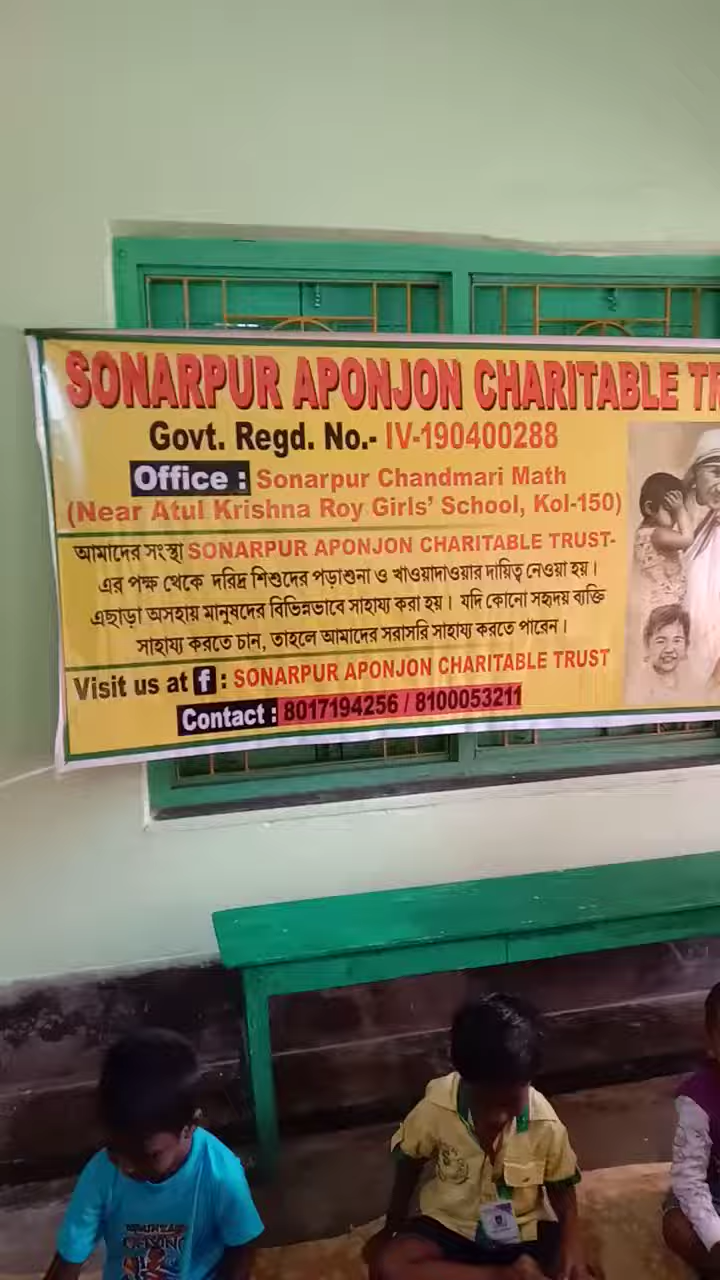 SONARPUR APONJON CHARITABLE
Govt. Regd. No.- IV-190400288
Office : Sonarpur Chandmari Math
(Near Atul Krishna Roy Girls' School, Kol-150)
আমাদের সংস্থা SONARPUR APONJON CHARITABLE TRUST-
এর পক্ষ থেকে দরিদ্র শিশুদের পড়াশুনা ও খাওয়াদাওয়ার দায়িত্ব নেওয়া হয়।
এছাড়া অসহায় মানুষদের বিভিন্নভাবে সাহায্য করা হয়। যদি কোনো সহৃদয় ব্যক্তি
সাহায্য করতে চান, তাহলে আমাদের সরাসরি সাহায্য করতে পারেন।
Visit us at f : SONARPUR APONJON CHARITABLE TRUST
Contact : 8017194256 / 8100053211